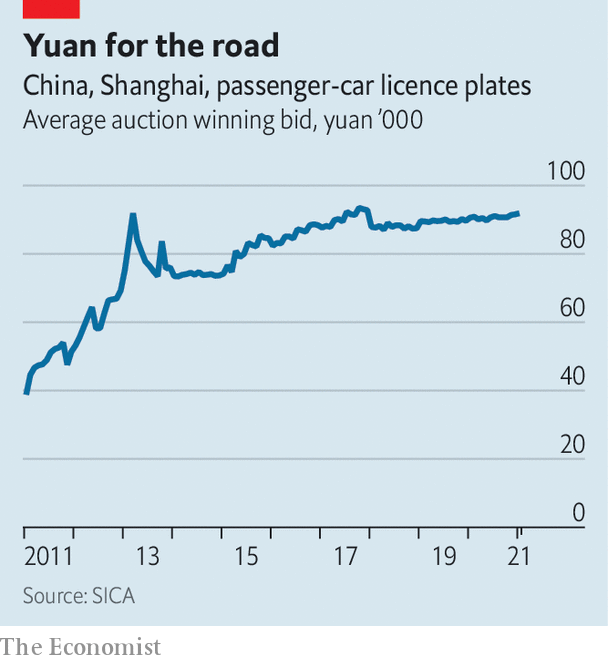 Yuan for the road
China, Shanghai, passenger-car licence plates
Average auction winning bid, yuan ’000
100
80
60
40
20
0
2011 13 15 17 19 21
Source: SICA
The Economist